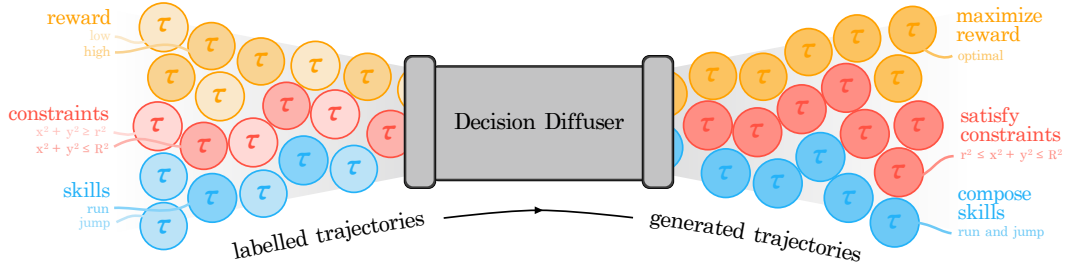 reward
low
high
constraints
x² + y² ≥ r²
x² + y² ≤ R²
skills
run
jump
τ τ τ τ τ τ τ τ τ τ τ τ τ τ τ τ τ τ τ
labelled trajectories
Decision Diffuser
generated trajectories
τ τ τ τ τ τ τ τ τ τ τ τ τ τ τ τ τ τ
maximize
reward
optimal
satisfy
constraints
r² ≤ x² + y² ≤ R²
compose
skills
run and jump